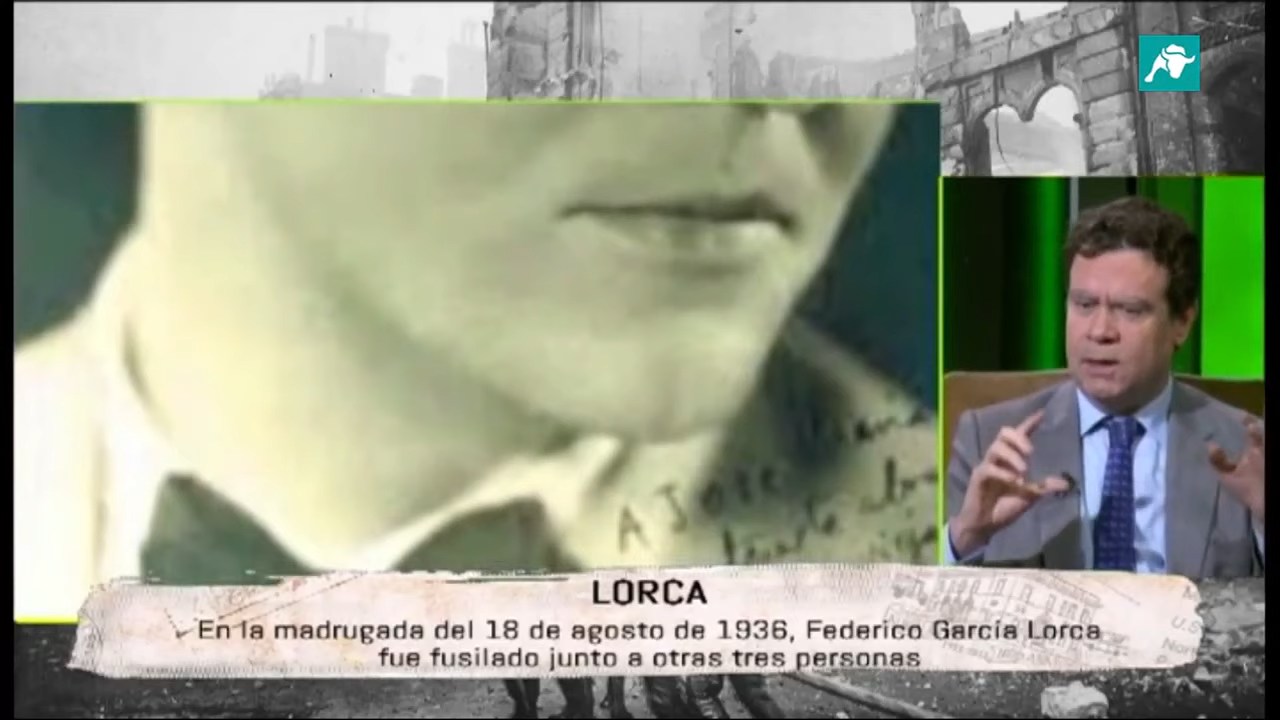 A JOSE
LORCA
En la madrugada del 18 de agosto de 1936, Federico García Lorca
fue fusilado junto a otras tres personas